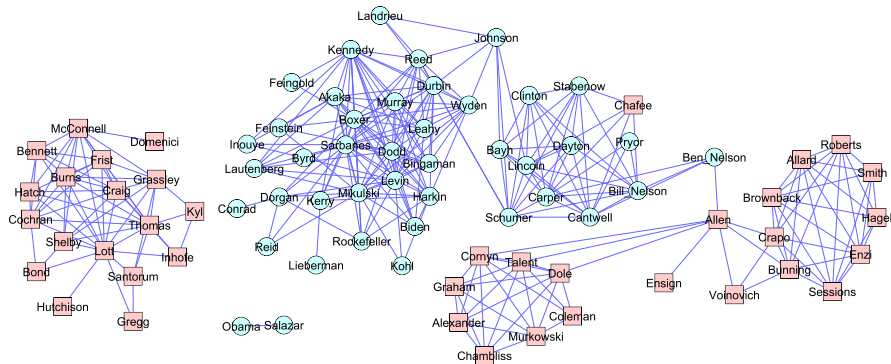 Landrieu
Johnson
Kennedy
Reed
Feingold
Durbin
Stabenow
Clinton
Akaka
Murray
Wyden
Chafee
Boxer
Feinstein
Leahy
McConnell
Domenici
Inouye
Sarbanes
Dodd
Bayh
Dayton
Pryor
Roberts
Bennett
Frist
Byrd
Bingaman
Lincoln
Ben_Nelson
Allard
Smith
Lautenberg
Burns
Grassley
Levin
Hatch
Craig
Dorgan
Kerry
Mikulski
Harkin
Carper
Bill_Nelson
Brownback
Conrad
Kyl
Schumer
Cantwell
Allen
Hagel
Cochran
Thomas
Biden
Shelby
Lott
Reid
Rockefeller
Crapo
Inhofe
Cornyn
Talent
Enzi
Bond
Santorum
Lieberman
Kohl
Dole
Bunning
Graham
Ensign
Voinovich
Sessions
Hutchison
Gregg
Obama
Salazar
Alexander
Coleman
Murkowski
Chambliss